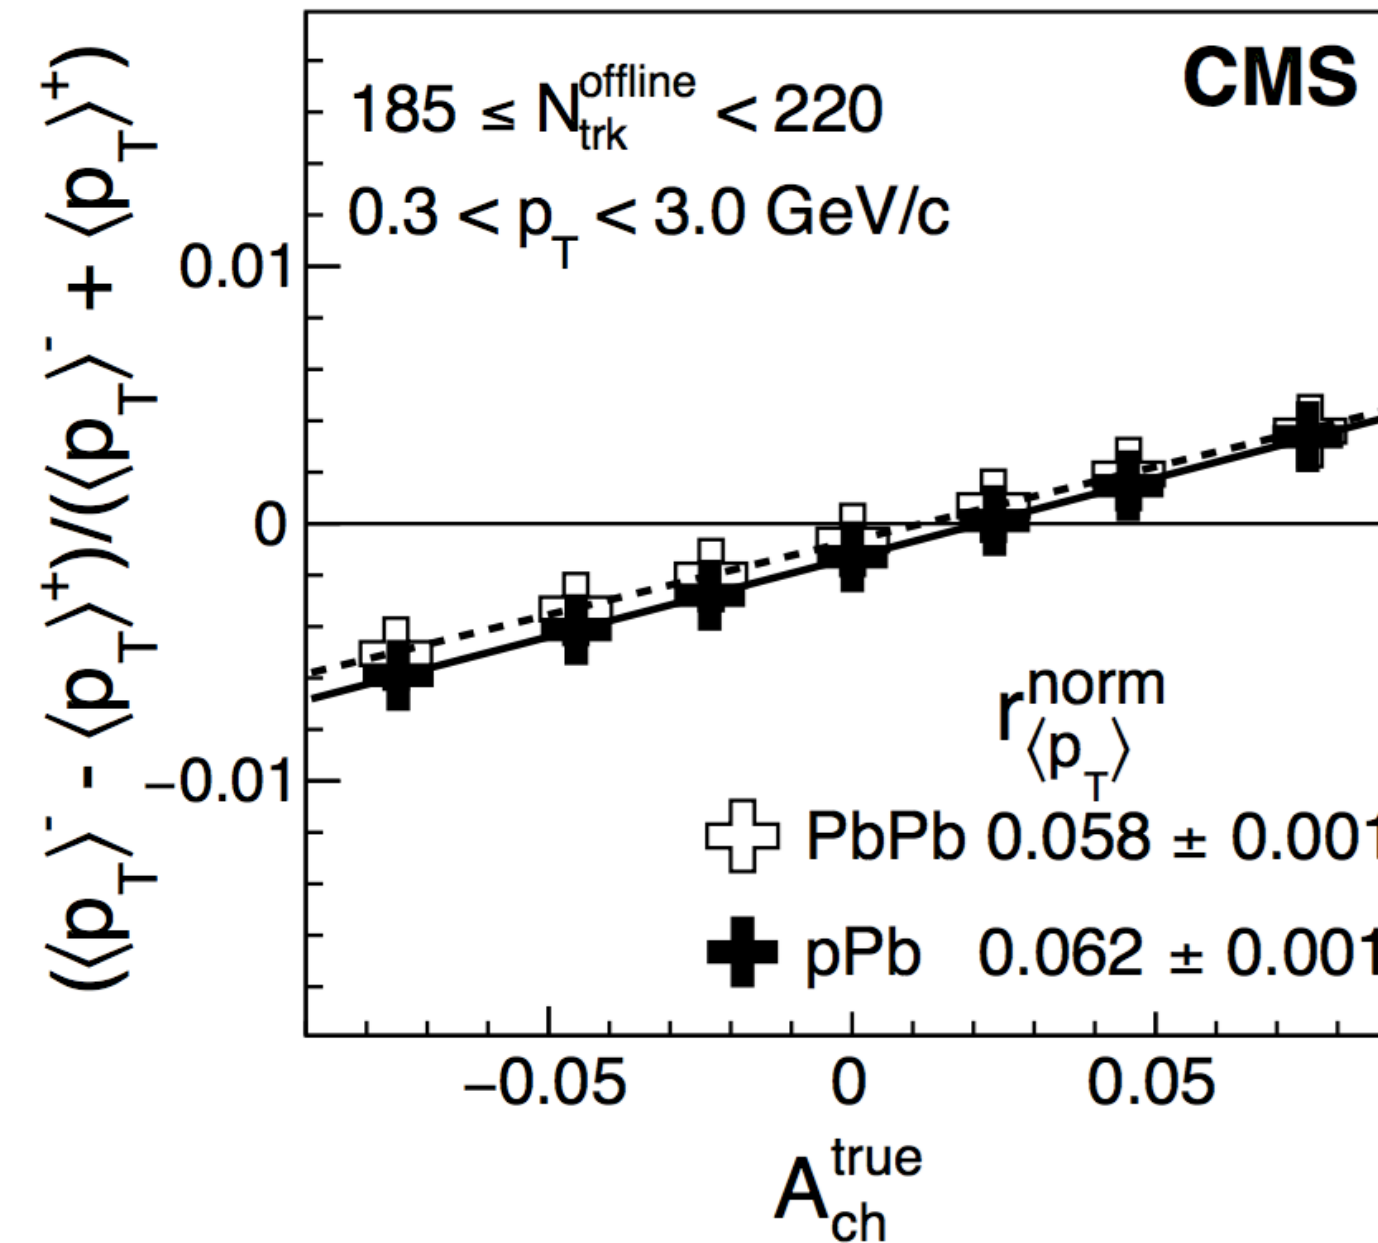 (⟨p_T⟩^- - ⟨p_T⟩^+)/(⟨p_T⟩^- + ⟨p_T⟩^+)
CMS
185 ≤ N_trk^offline < 220
0.3 < p_T < 3.0 GeV/c
0.01
0
−0.01
r_⟨p_T⟩^norm
PbPb 0.058 ± 0.001
pPb 0.062 ± 0.001
−0.05 0 0.05
A_ch^true